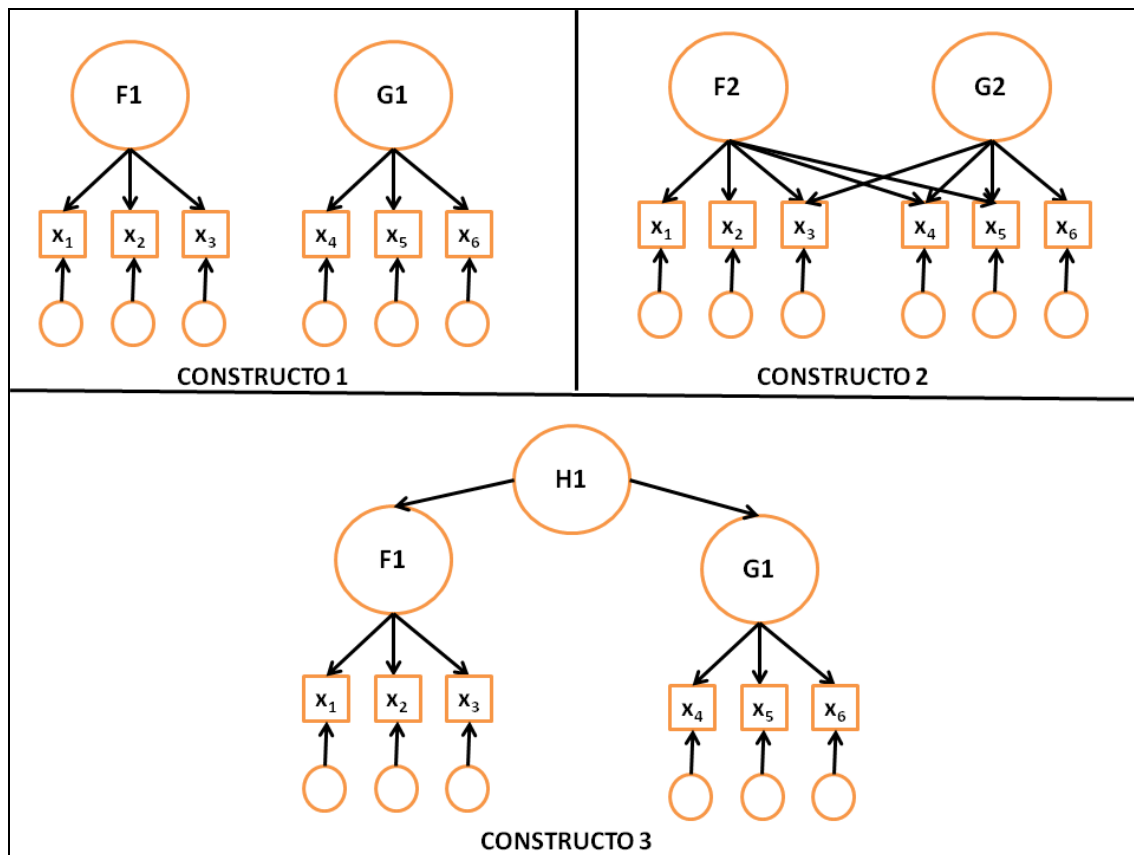 F1 G1
x₁ x₂ x₃ x₄ x₅ x₆
CONSTRUCTO 1
F2 G2
x₁ x₂ x₃ x₄ x₅ x₆
CONSTRUCTO 2
H1
F1
G1
x₁ x₂ x₃
x₄ x₅ x₆
CONSTRUCTO 3